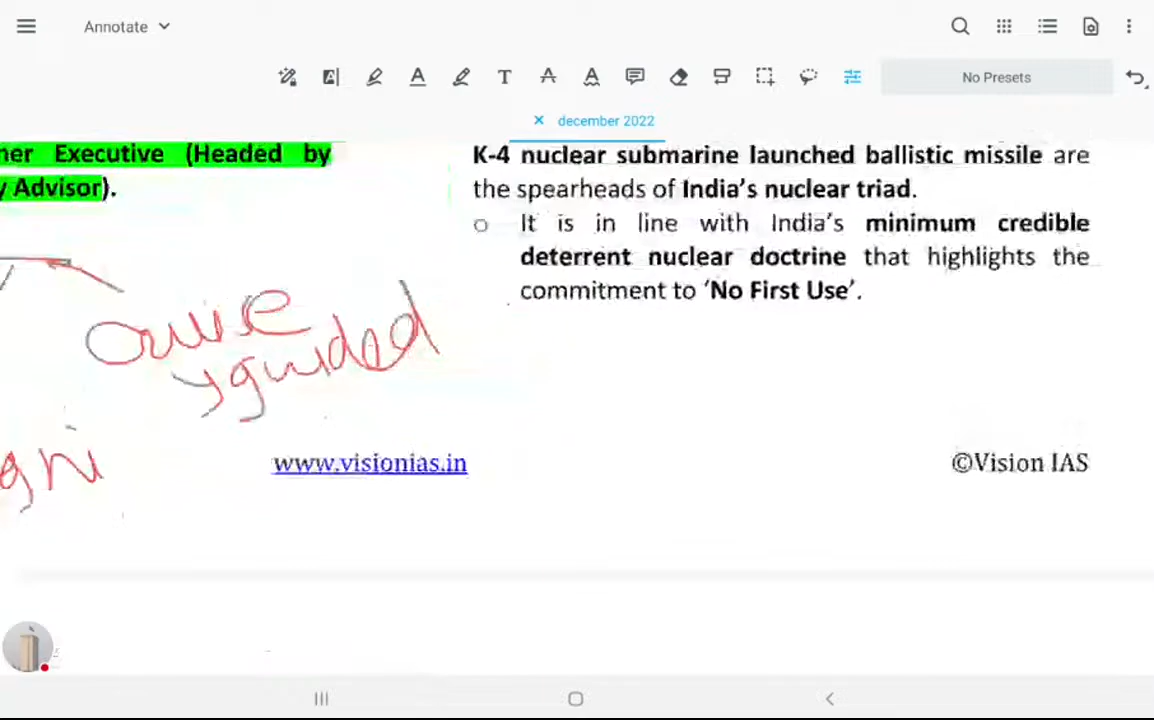 Annotate
No Presets
december 2022
ner Executive (Headed by
y Advisor).
K-4 nuclear submarine launched ballistic missile are
the spearheads of India's nuclear triad.
o It is in line with India's minimum credible
deterrent nuclear doctrine that highlights the
commitment to 'No First Use'.
guided
www.visionias.in
©Vision IAS